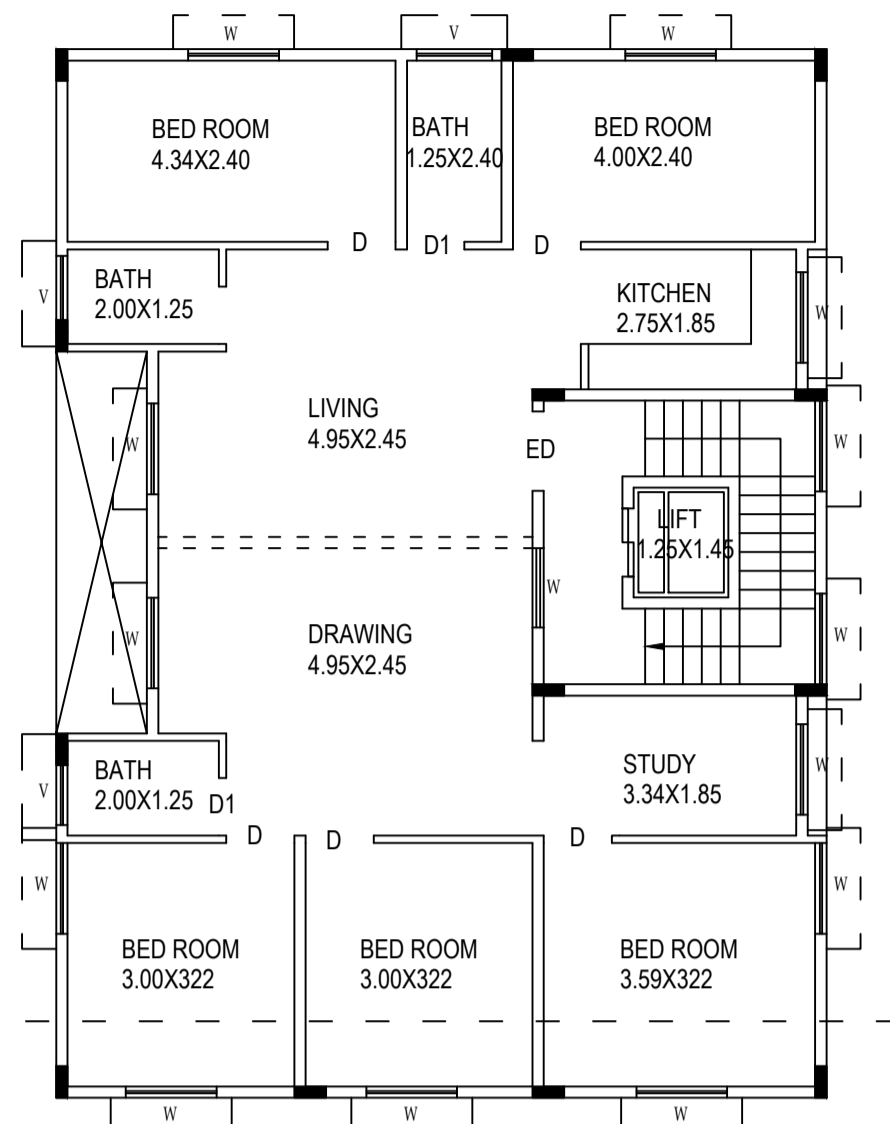 W
V
W
BED ROOM
4.34X2.40
BATH
1.25X2.40
BED ROOM
4.00X2.40
D
D1
D
V
BATH
2.00X1.25
KITCHEN
2.75X1.85
W
LIVING
4.95X2.45
W
ED
W
LIFT
1.25X1.45
W
W
DRAWING
4.95X2.45
W
BATH
2.00X1.25
V
D1
STUDY
3.34X1.85
W
D
D
D
W
W
BED ROOM
3.00X322
BED ROOM
3.00X322
BED ROOM
3.59X322
W
W
W